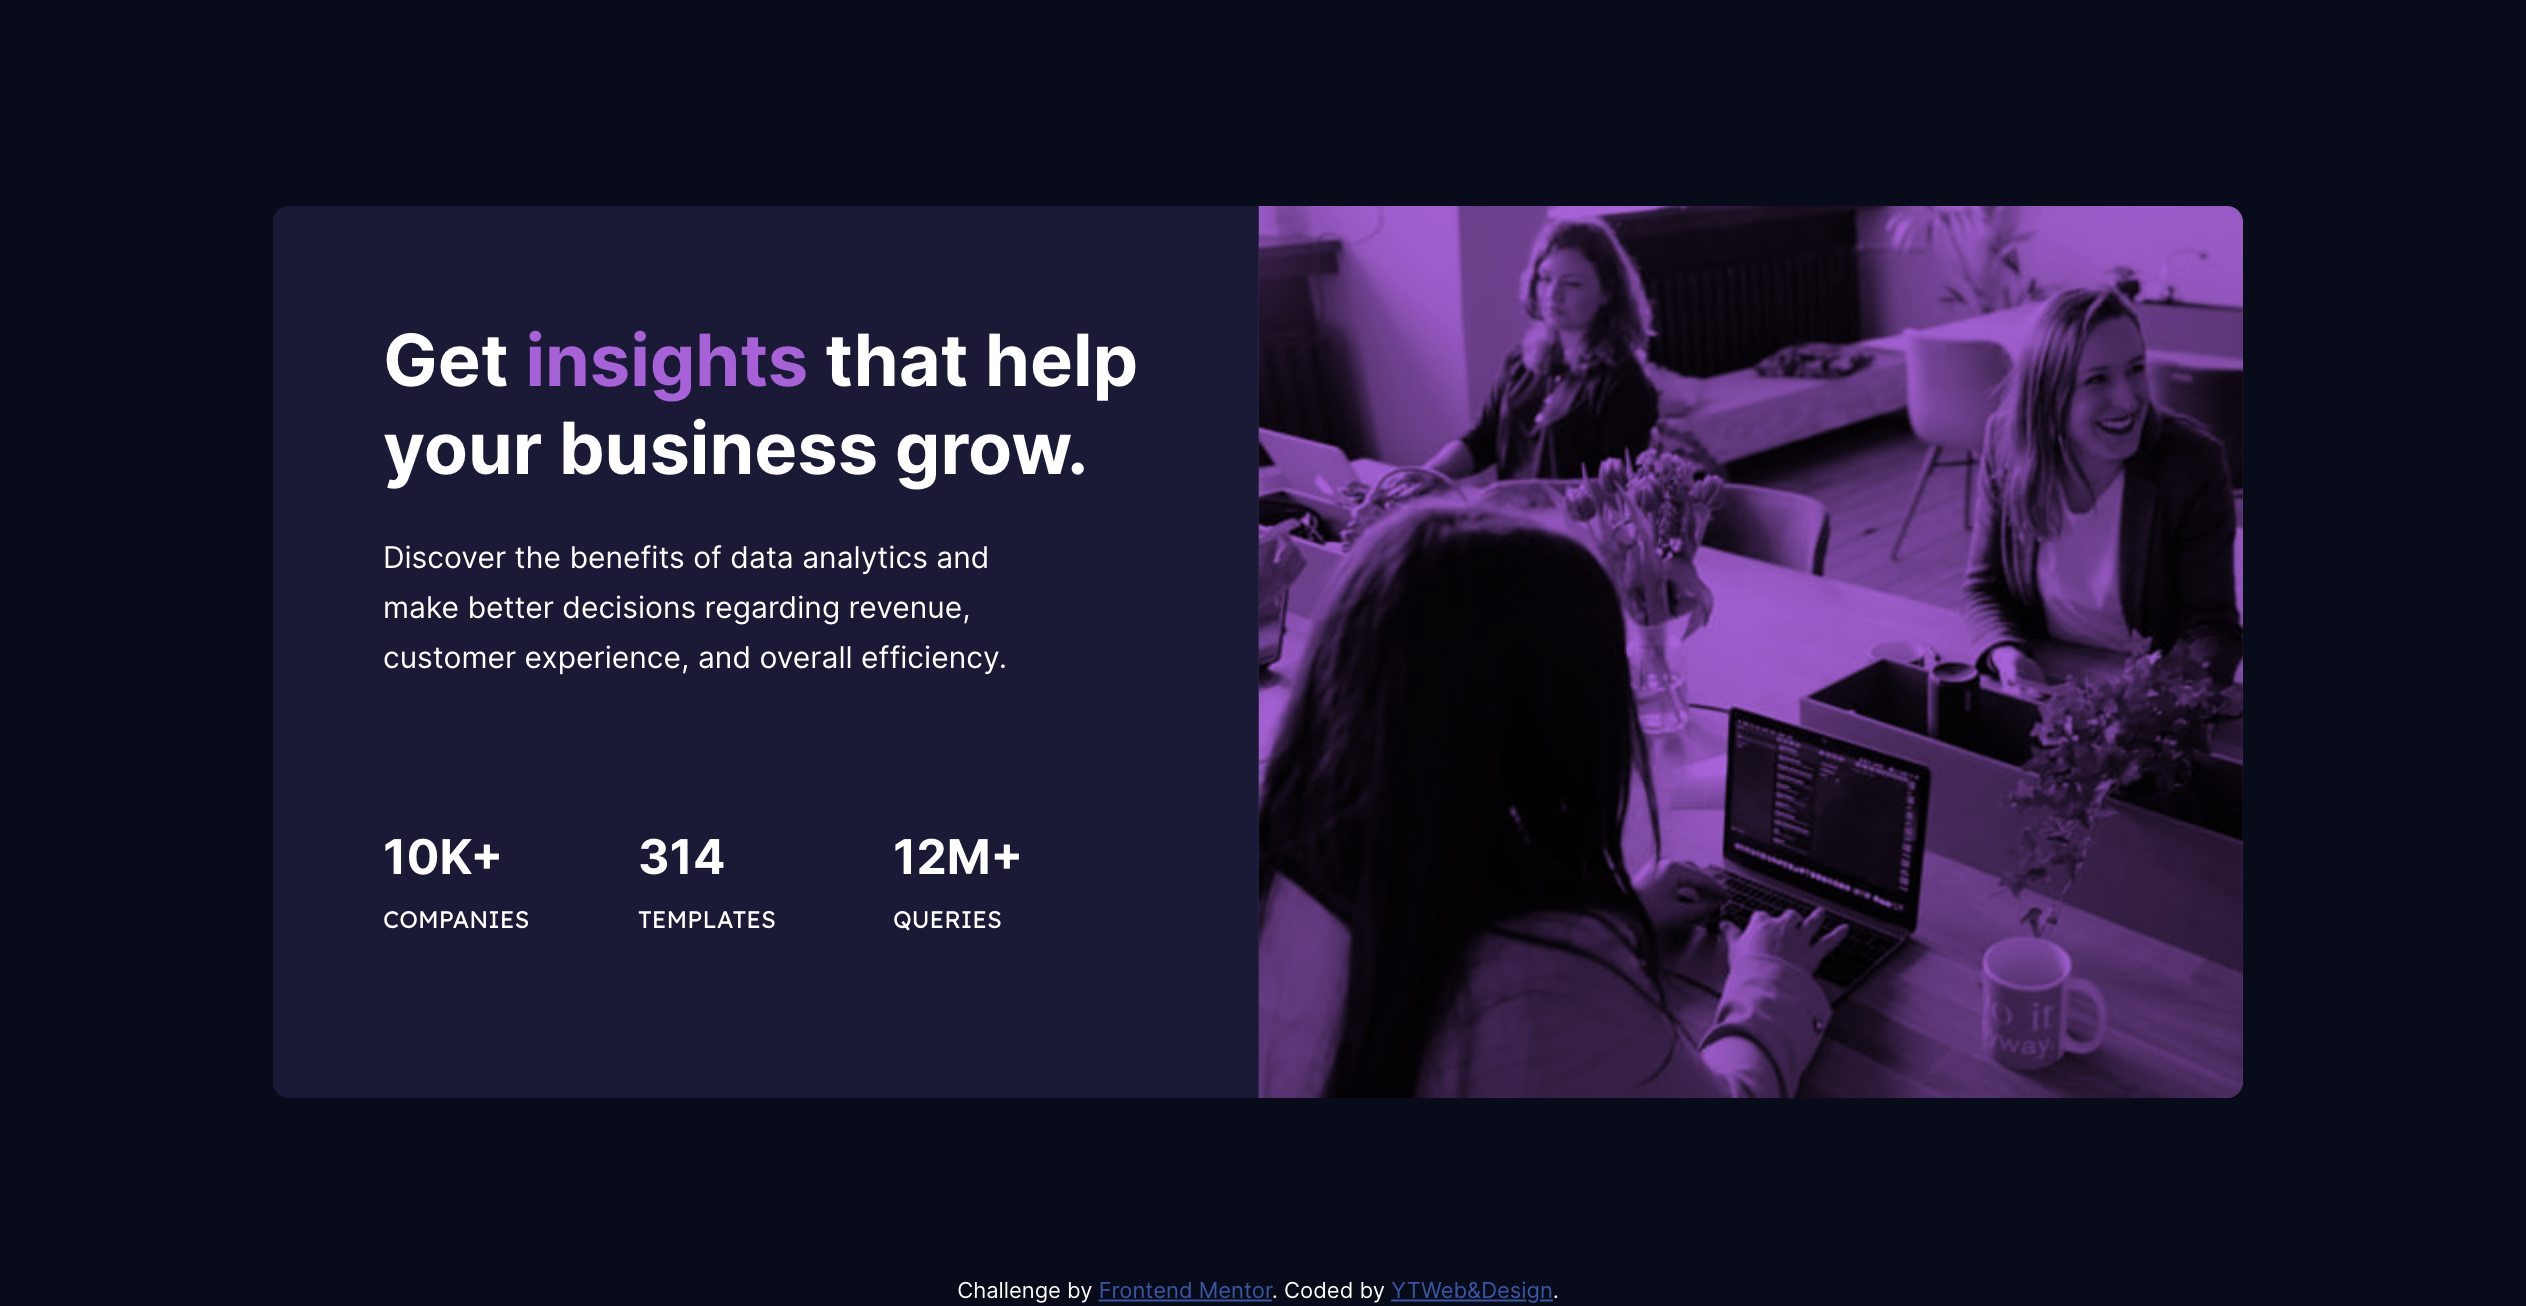 Get insights that help
your business grow.
Discover the benefits of data analytics and
make better decisions regarding revenue,
customer experience, and overall efficiency.
10K+
COMPANIES
314
TEMPLATES
12M+
QUERIES
Challenge by Frontend Mentor. Coded by YTWeb&Design.